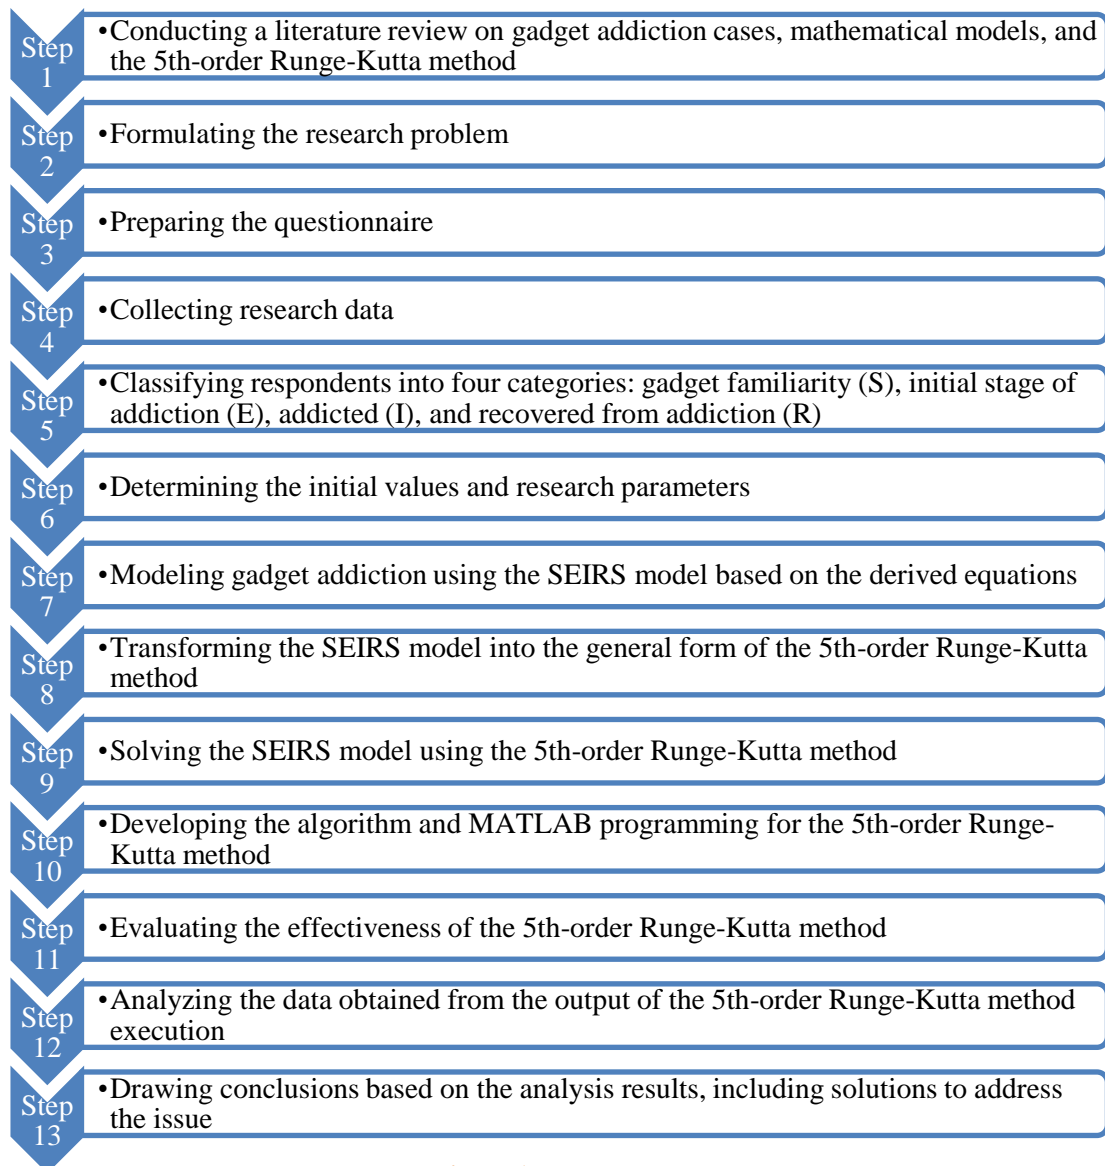 Step
1
•Conducting a literature review on gadget addiction cases, mathematical models, and
the 5th-order Runge-Kutta method
Step
2
•Formulating the research problem
Step
3
•Preparing the questionnaire
Step
4
•Collecting research data
Step
5
•Classifying respondents into four categories: gadget familiarity (S), initial stage of
addiction (E), addicted (I), and recovered from addiction (R)
Step
6
•Determining the initial values and research parameters
Step
7
•Modeling gadget addiction using the SEIRS model based on the derived equations
Step
8
•Transforming the SEIRS model into the general form of the 5th-order Runge-Kutta
method
Step
9
•Solving the SEIRS model using the 5th-order Runge-Kutta method
Step
10
•Developing the algorithm and MATLAB programming for the 5th-order Runge-
Kutta method
Step
11
•Evaluating the effectiveness of the 5th-order Runge-Kutta method
Step
12
•Analyzing the data obtained from the output of the 5th-order Runge-Kutta method
execution
Step
13
•Drawing conclusions based on the analysis results, including solutions to address
the issue